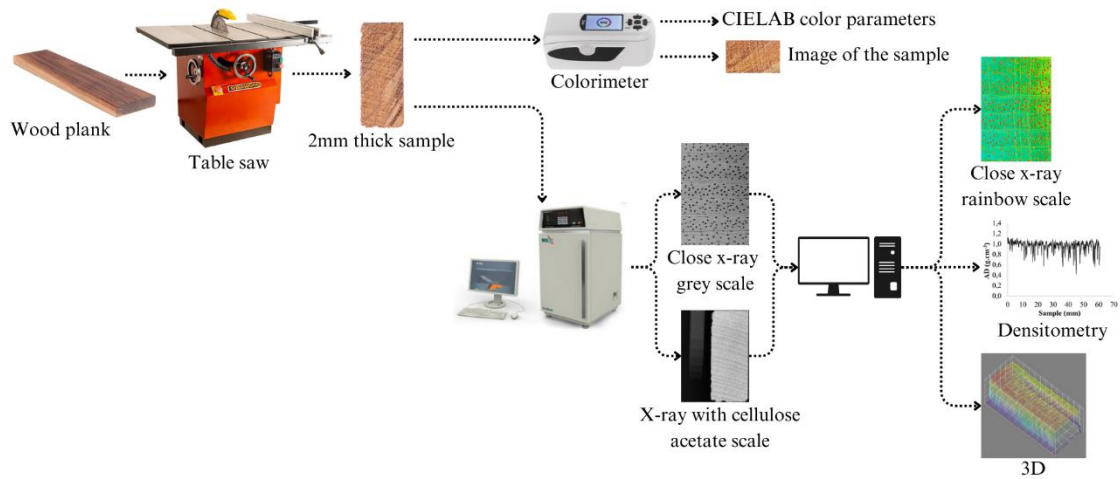 CIELAB color parameters
Image of the sample
Colorimeter
Wood plank
2mm thick sample
Table saw
Close x-ray
rainbow scale
Close x-ray
grey scale
1,4
1,2
1,0
0,8
0,6
0,4
0,2
0,0
AD (g.cm⁻³)
0 10 20 30 40 50 60 70
Sample (mm)
Densitometry
X-ray with cellulose
acetate scale
3D